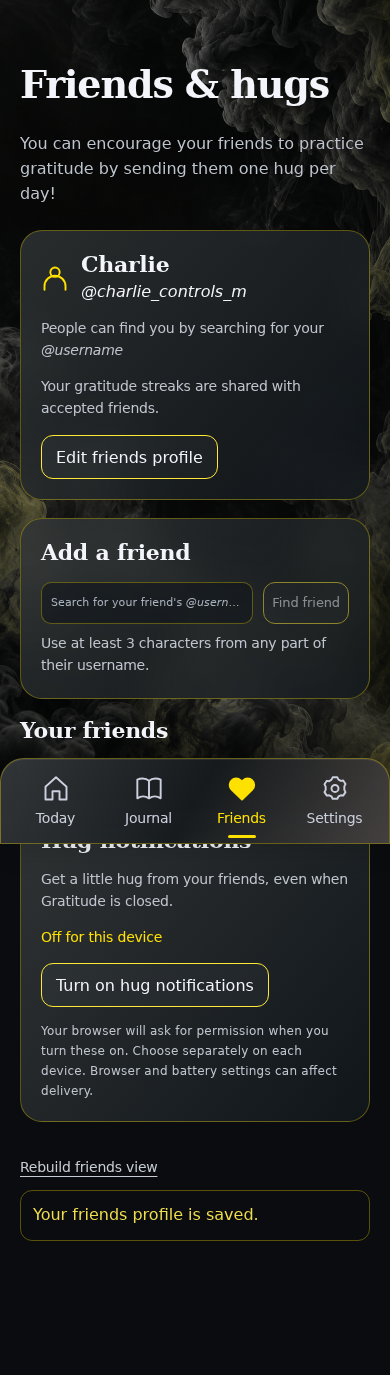 Friends & hugs
You can encourage your friends to practice
gratitude by sending them one hug per
day!
Charlie
@charlie_controls_m
People can find you by searching for your
@username
Your gratitude streaks are shared with
accepted friends.
Edit friends profile
Add a friend
Search for your friend's @usern…
Find friend
Use at least 3 characters from any part of
their username.
Your friends
Today
Journal
Friends
Settings
Hug notifications
Get a little hug from your friends, even when
Gratitude is closed.
Off for this device
Turn on hug notifications
Your browser will ask for permission when you
turn these on. Choose separately on each
device. Browser and battery settings can affect
delivery.
Rebuild friends view
Your friends profile is saved.